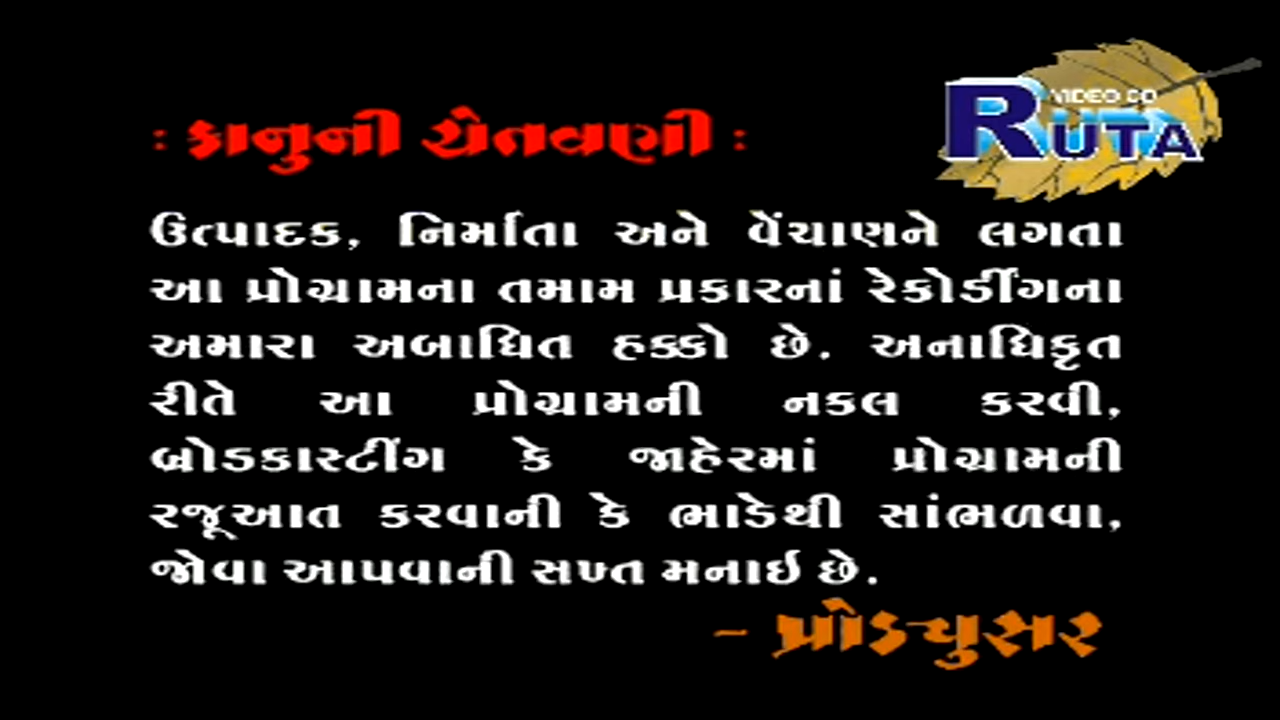 : કાનુની ચેતવણી :
VIDEO CD
RUTA
ઉત્પાદક, નિર્માતા અને વેંચાણને લગતા
આ પ્રોગ્રામના તમામ પ્રકારનાં રેકોર્ડીંગના
અમારા અબાધિત હક્કો છે. અનાધિકૃત
રીતે આ પ્રોગ્રામની નકલ કરવી,
બ્રોડકાસ્ટીંગ કે જાહેરમાં પ્રોગ્રામની
રજૂઆત કરવાની કે ભાડેથી સાંભળવા,
જોવા આપવાની સખ્ત મનાઇ છે.
- પ્રોડ્યુસર